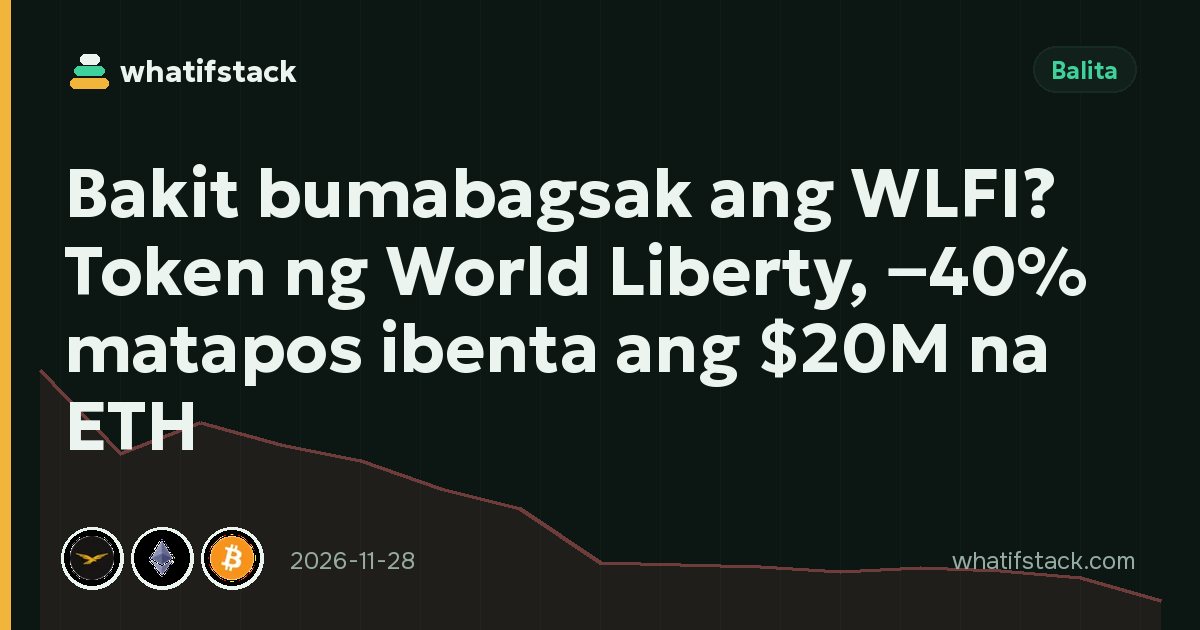 whatifstack
Balita
Bakit bumabagsak ang WLFI?
Token ng World Liberty, −40%
matapos ibenta ang $20M na
ETH
2026-11-28
whatifstack.com